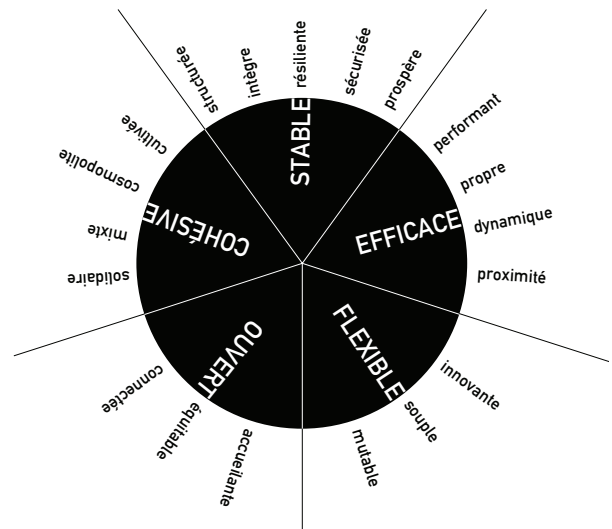 STABLE
structurée
intègre
résiliente
sécurisée
prospère
EFFICACE
performant
propre
dynamique
proximité
FLEXIBLE
innovante
souple
mutable
OUVERT
accueilante
équitable
connectée
COHÉSIVE
solidaire
mixte
cosmopolite
cultivée